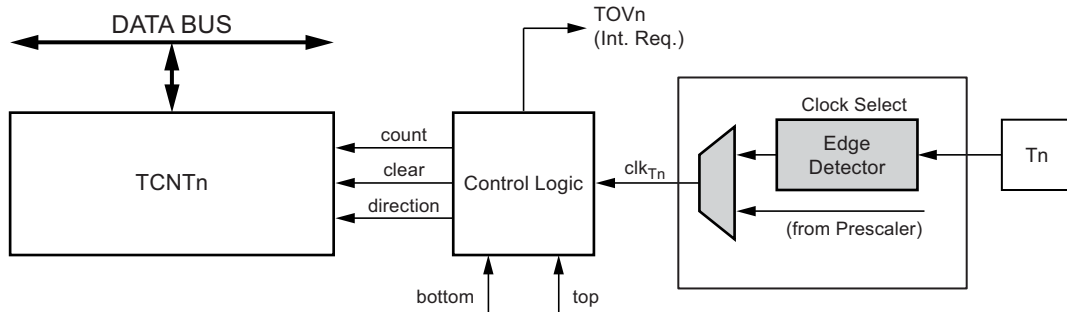 DATA BUS
TOVn
(Int. Req.)
TCNTn
count
clear
direction
Control Logic
clkTn
Clock Select
Edge
Detector
(from Prescaler)
Tn
bottom
top